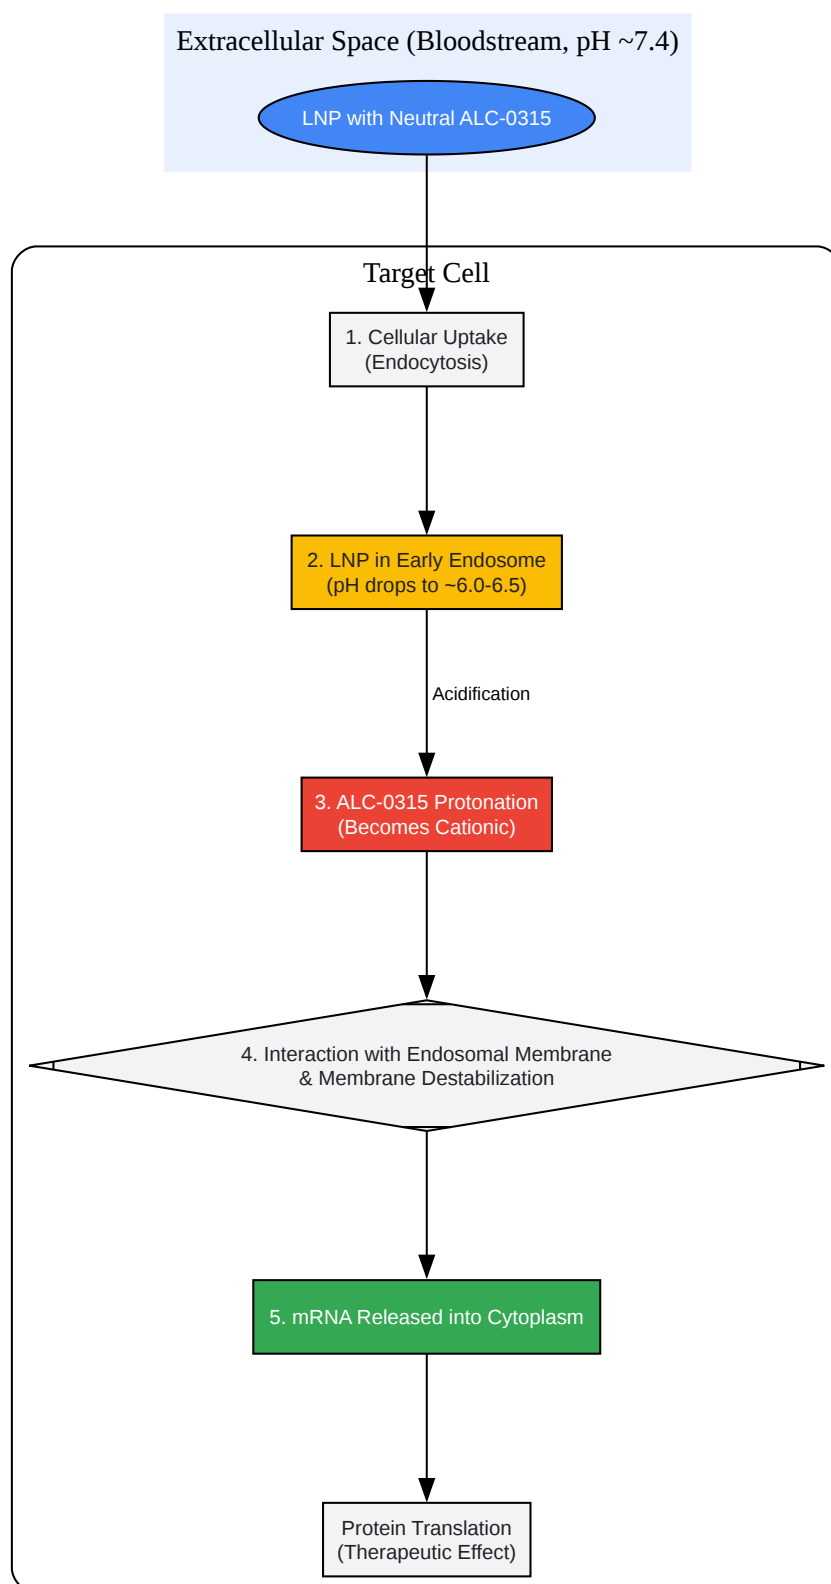 Extracellular Space (Bloodstream, pH ~7.4)
LNP with Neutral ALC-0315
Target Cell
1. Cellular Uptake
(Endocytosis)
2. LNP in Early Endosome
(pH drops to ~6.0-6.5)
Acidification
3. ALC-0315 Protonation
(Becomes Cationic)
4. Interaction with Endosomal Membrane
& Membrane Destabilization
5. mRNA Released into Cytoplasm
Protein Translation
(Therapeutic Effect)